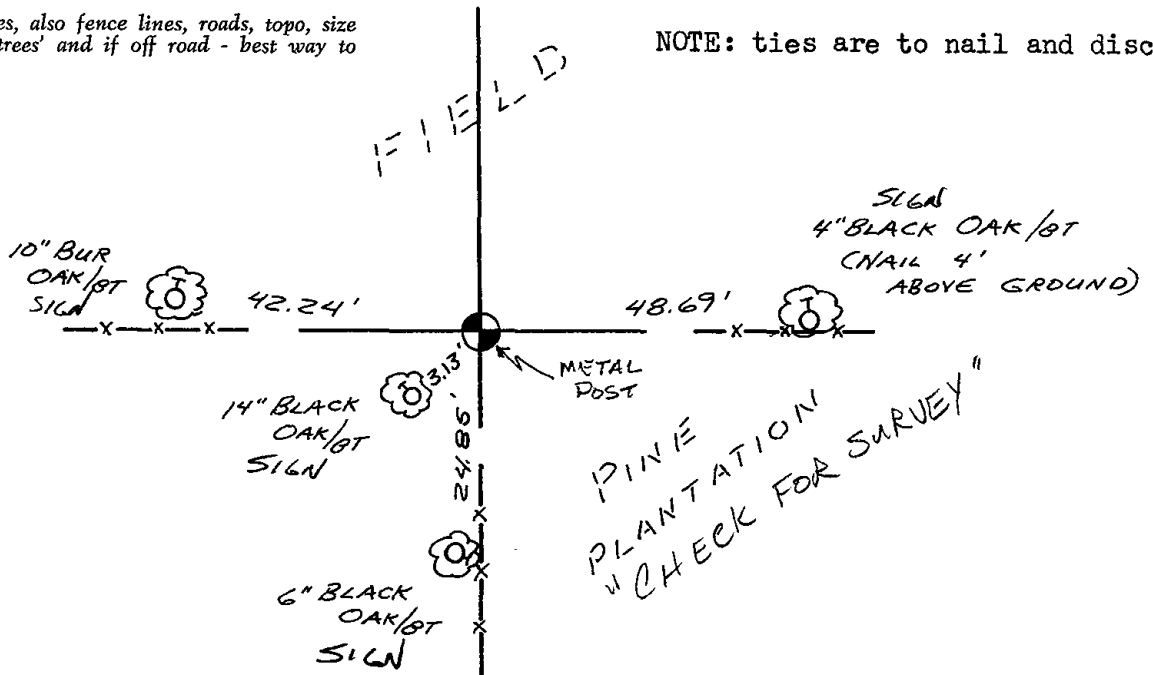 es, also fence lines, roads, topo, size
trees' and if off road - best way to
NOTE: ties are to nail and disc
FIELD
SIGN
4" BLACK OAK/BT
(NAIL 4'
ABOVE GROUND)
10" BUR
OAK/BT
SIGN
42.24'
48.69'
METAL
POST
3.13'
14" BLACK
OAK/BT
SIGN
24.86'
PINE
PLANTATION
"CHECK FOR SURVEY"
6" BLACK
OAK/BT
SIGN